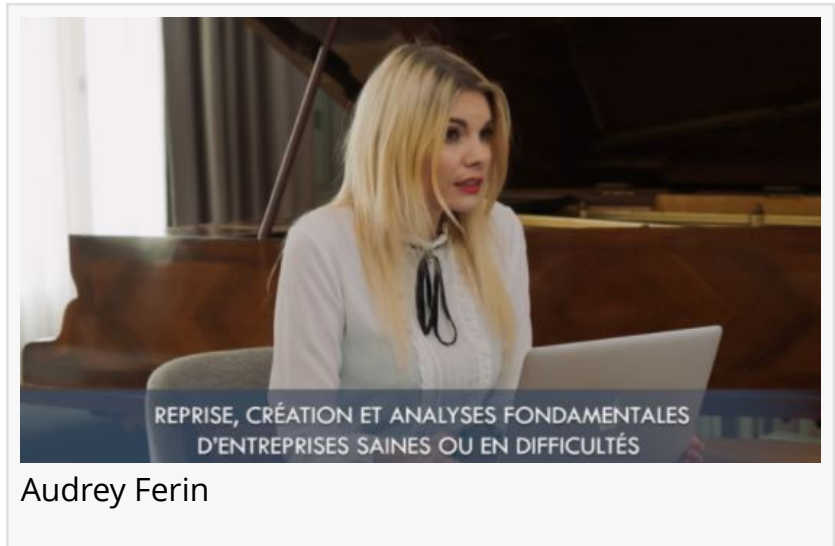 REPRISE, CRÉATION ET ANALYSES FONDAMENTALES
D'ENTREPRISES SAINES OU EN DIFFICULTÉS
Audrey Ferin